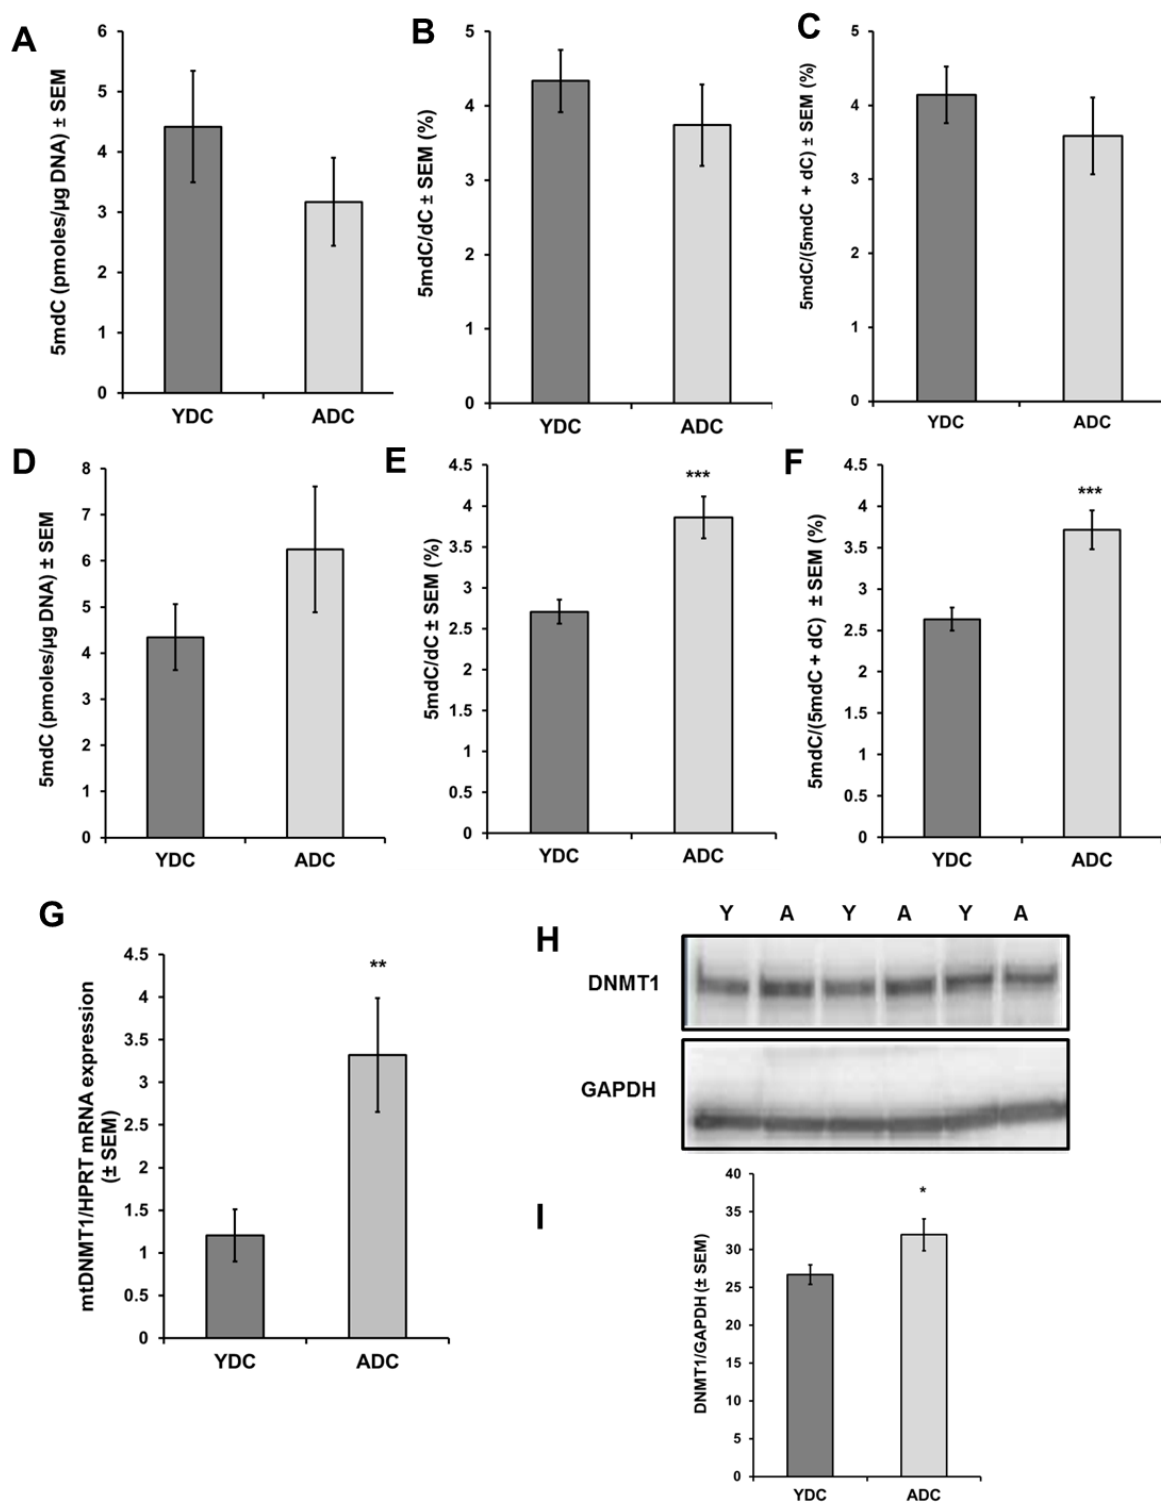 A
5mdC (pmoles/µg DNA) ± SEM
6
5
4
3
2
1
0
YDC ADC
B
5mdC/dC ± SEM (%)
5
4
3
2
1
0
YDC ADC
C
5mdC/(5mdC + dC) ± SEM (%)
5
4
3
2
1
0
YDC ADC
D
5mdC (pmoles/µg DNA) ± SEM
8
7
6
5
4
3
2
1
0
YDC ADC
E
5mdC/dC ± SEM (%)
4.5
4
3.5
3
2.5
2
1.5
1
0.5
0
***
YDC ADC
F
5mdC/(5mdC + dC) ± SEM (%)
4.5
4
3.5
3
2.5
2
1.5
1
0.5
0
***
YDC ADC
G
mtDNMT1/HPRT mRNA expression
(± SEM)
4.5
4
3.5
3
2.5
2
1.5
1
0.5
0
**
YDC ADC
H
Y A Y A Y A
DNMT1
GAPDH
I
DNMT1/GAPDH (± SEM)
40
35
30
25
20
15
10
5
0
*
YDC ADC